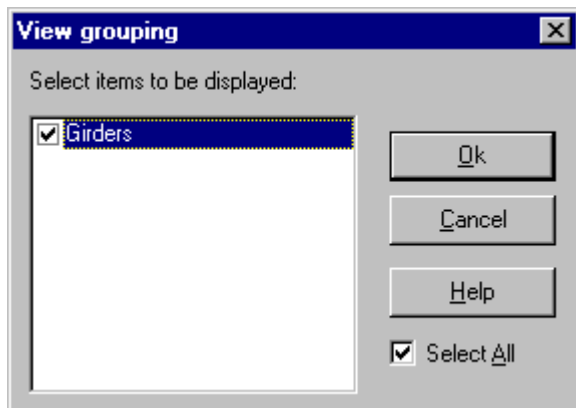 View grouping
Select items to be displayed:
Girders
Ok
Cancel
Help
Select All